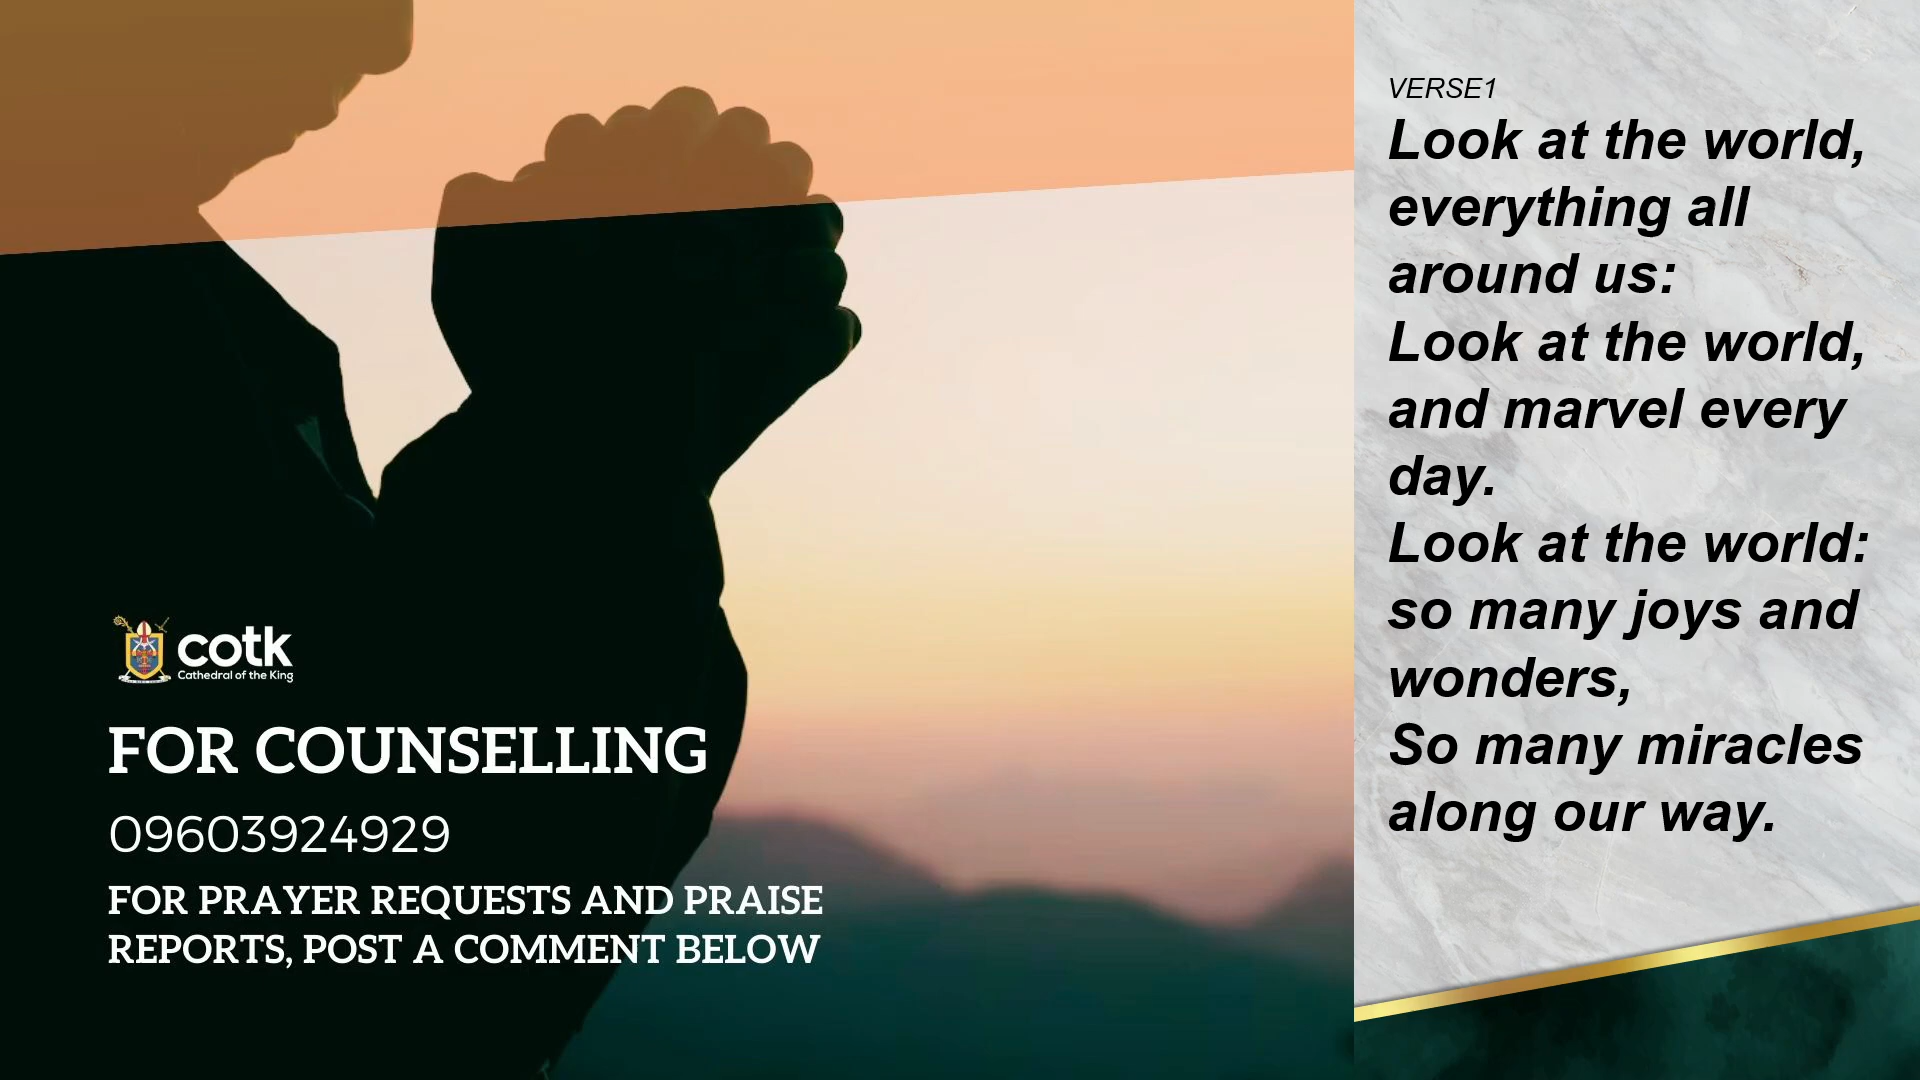 cotk
Cathedral of the King
FOR COUNSELLING
09603924929
FOR PRAYER REQUESTS AND PRAISE
REPORTS, POST A COMMENT BELOW
VERSE1
Look at the world,
everything all
around us:
Look at the world,
and marvel every
day.
Look at the world:
so many joys and
wonders,
So many miracles
along our way.